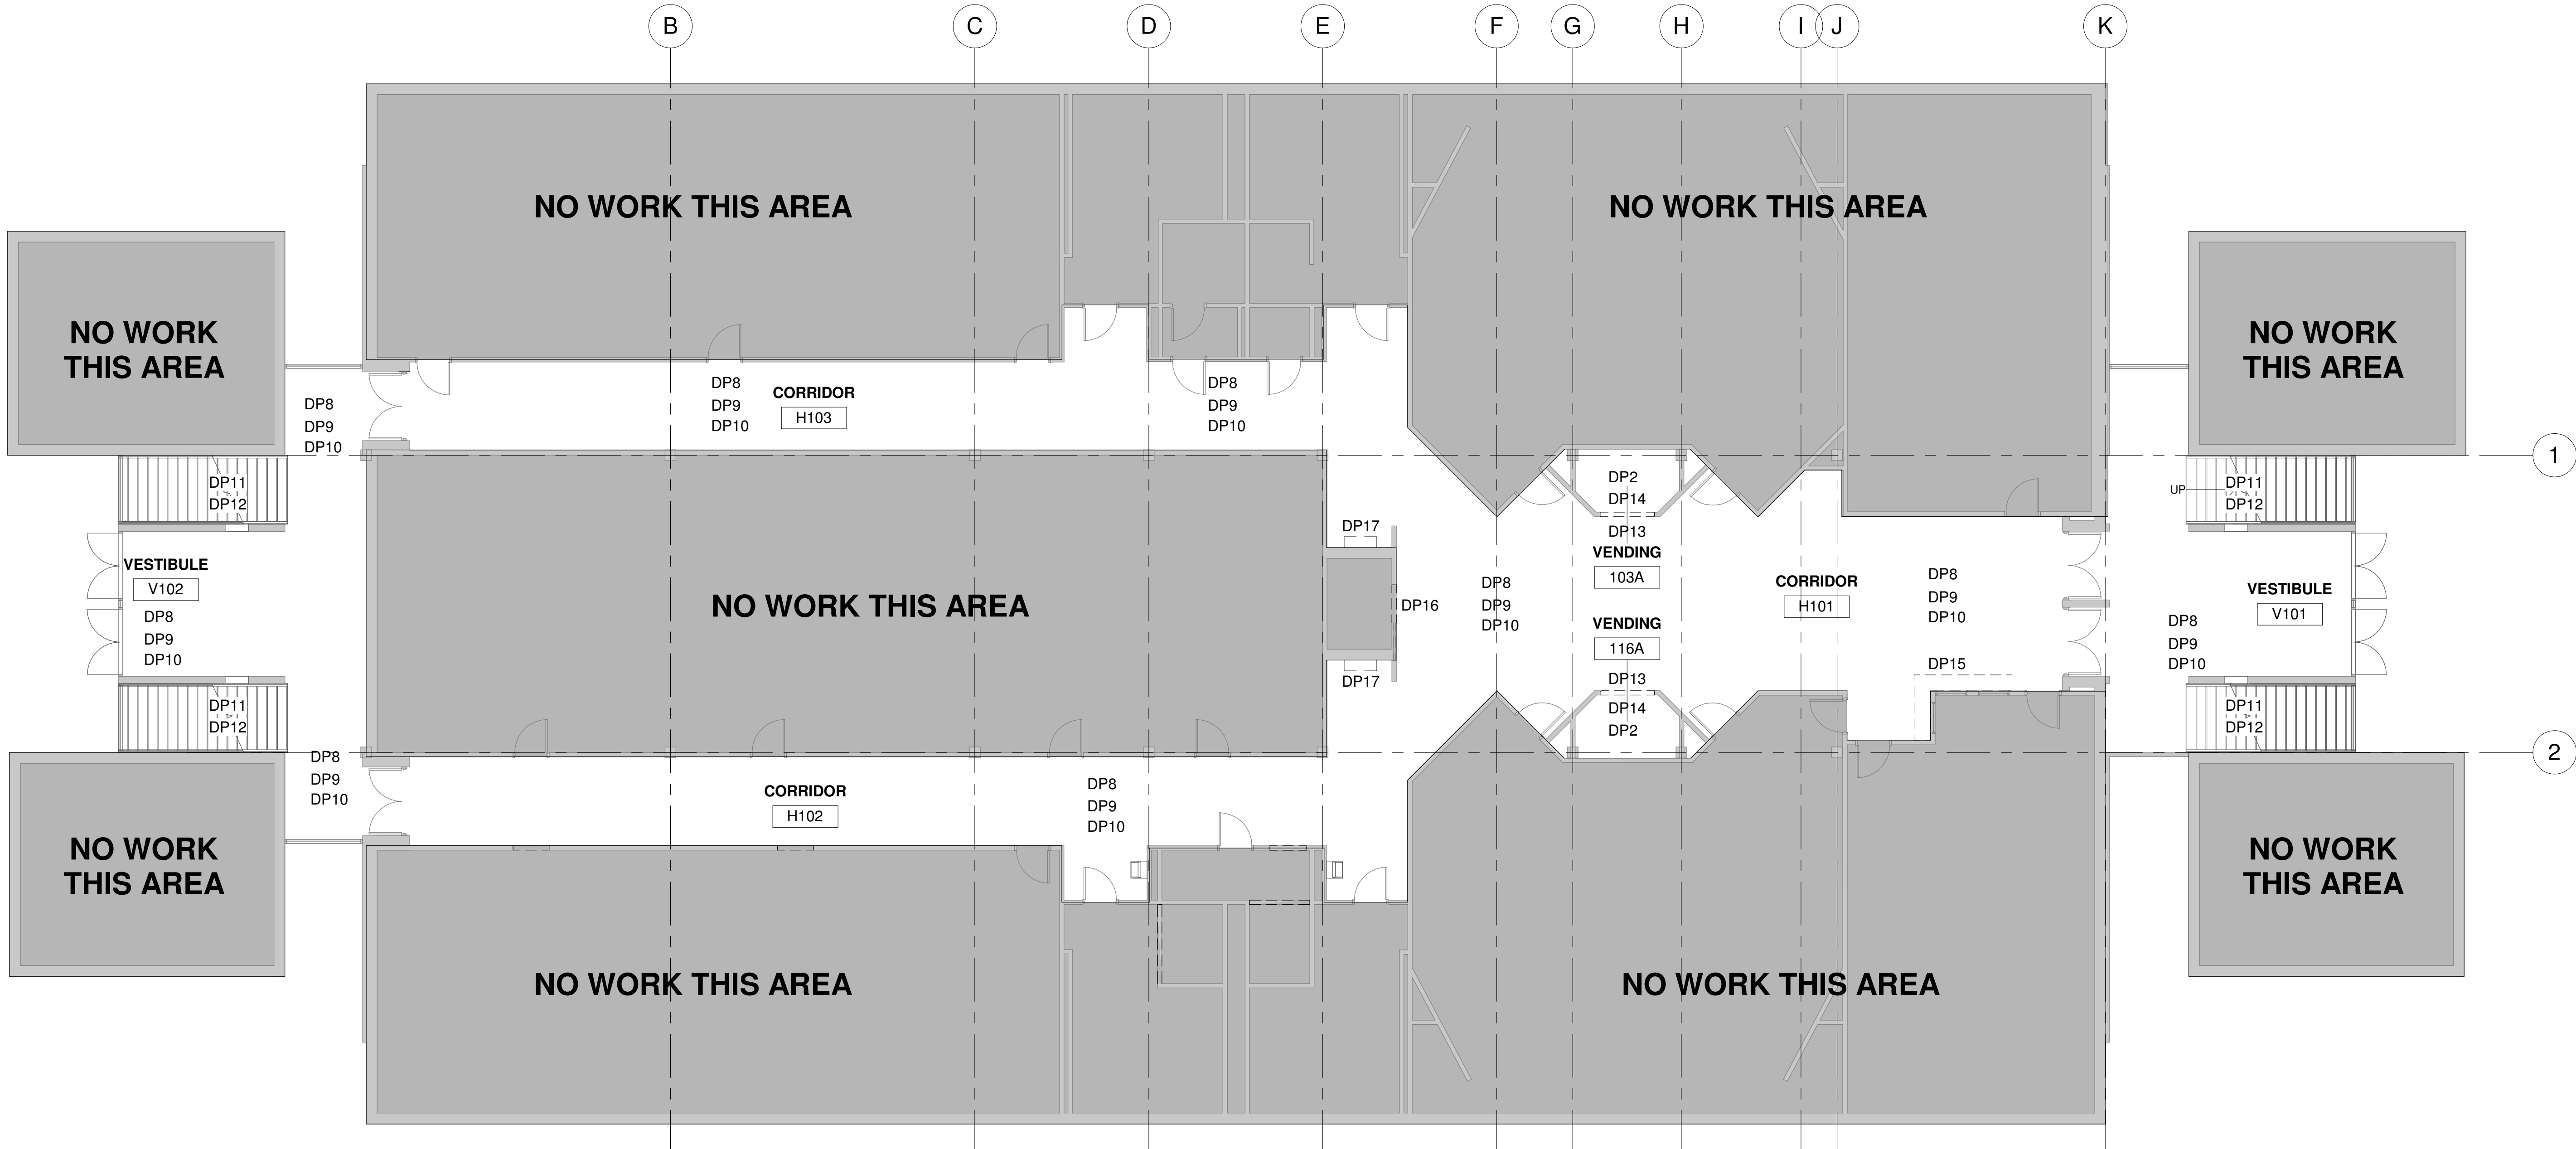 B
C
D
E
F
G
H
I
J
K
NO WORK THIS AREA
NO WORK THIS AREA
NO WORK
THIS AREA
NO WORK
THIS AREA
DP8
DP9
DP10
DP8
DP9
DP10
CORRIDOR
H103
DP8
DP9
DP10
1
DP11
DP12
DP2
DP14
DP13
VENDING
103A
UP
DP11
DP12
DP17
VESTIBULE
V102
DP8
DP9
DP10
NO WORK THIS AREA
DP16
DP8
DP9
DP10
VENDING
116A
DP13
DP14
DP2
CORRIDOR
H101
DP8
DP9
DP10
DP15
VESTIBULE
V101
DP8
DP9
DP10
DP17
DP11
DP12
DP11
DP12
2
DP8
DP9
DP10
CORRIDOR
H102
DP8
DP9
DP10
NO WORK
THIS AREA
NO WORK
THIS AREA
NO WORK THIS AREA
NO WORK THIS AREA